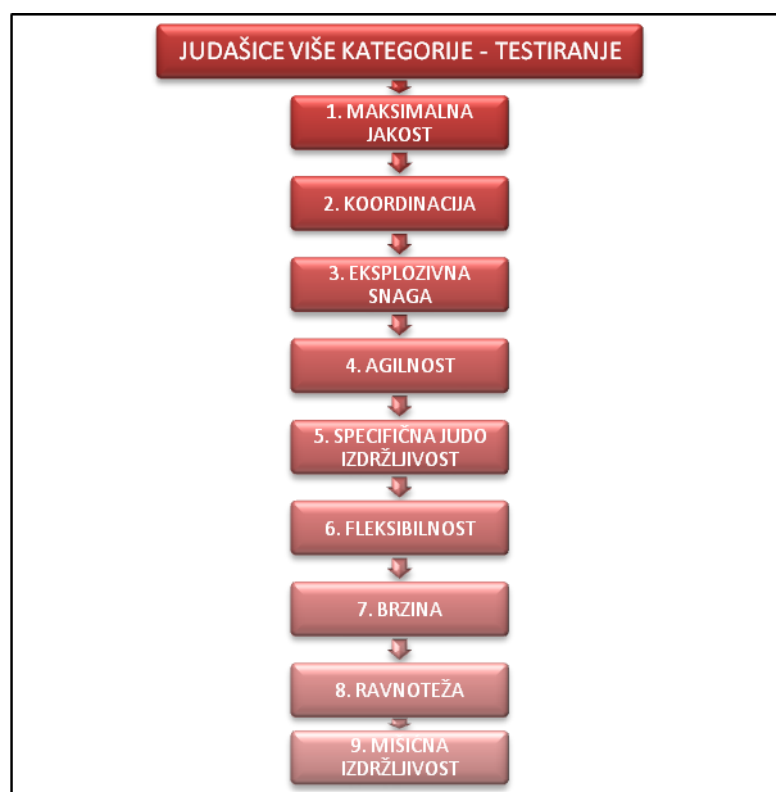 JUDAŠICE VIŠE KATEGORIJE - TESTIRANJE
1. MAKSIMALNA
JAKOST
2. KOORDINACIJA
3. EKSPLOZIVNA
SNAGA
4. AGILNOST
5. SPECIFIČNA JUDO
IZDRŽLJIVOST
6. FLEKSIBILNOST
7. BRZINA
8. RAVNOTEŽA
9. MIŠIĆNA
IZDRŽLJIVOST